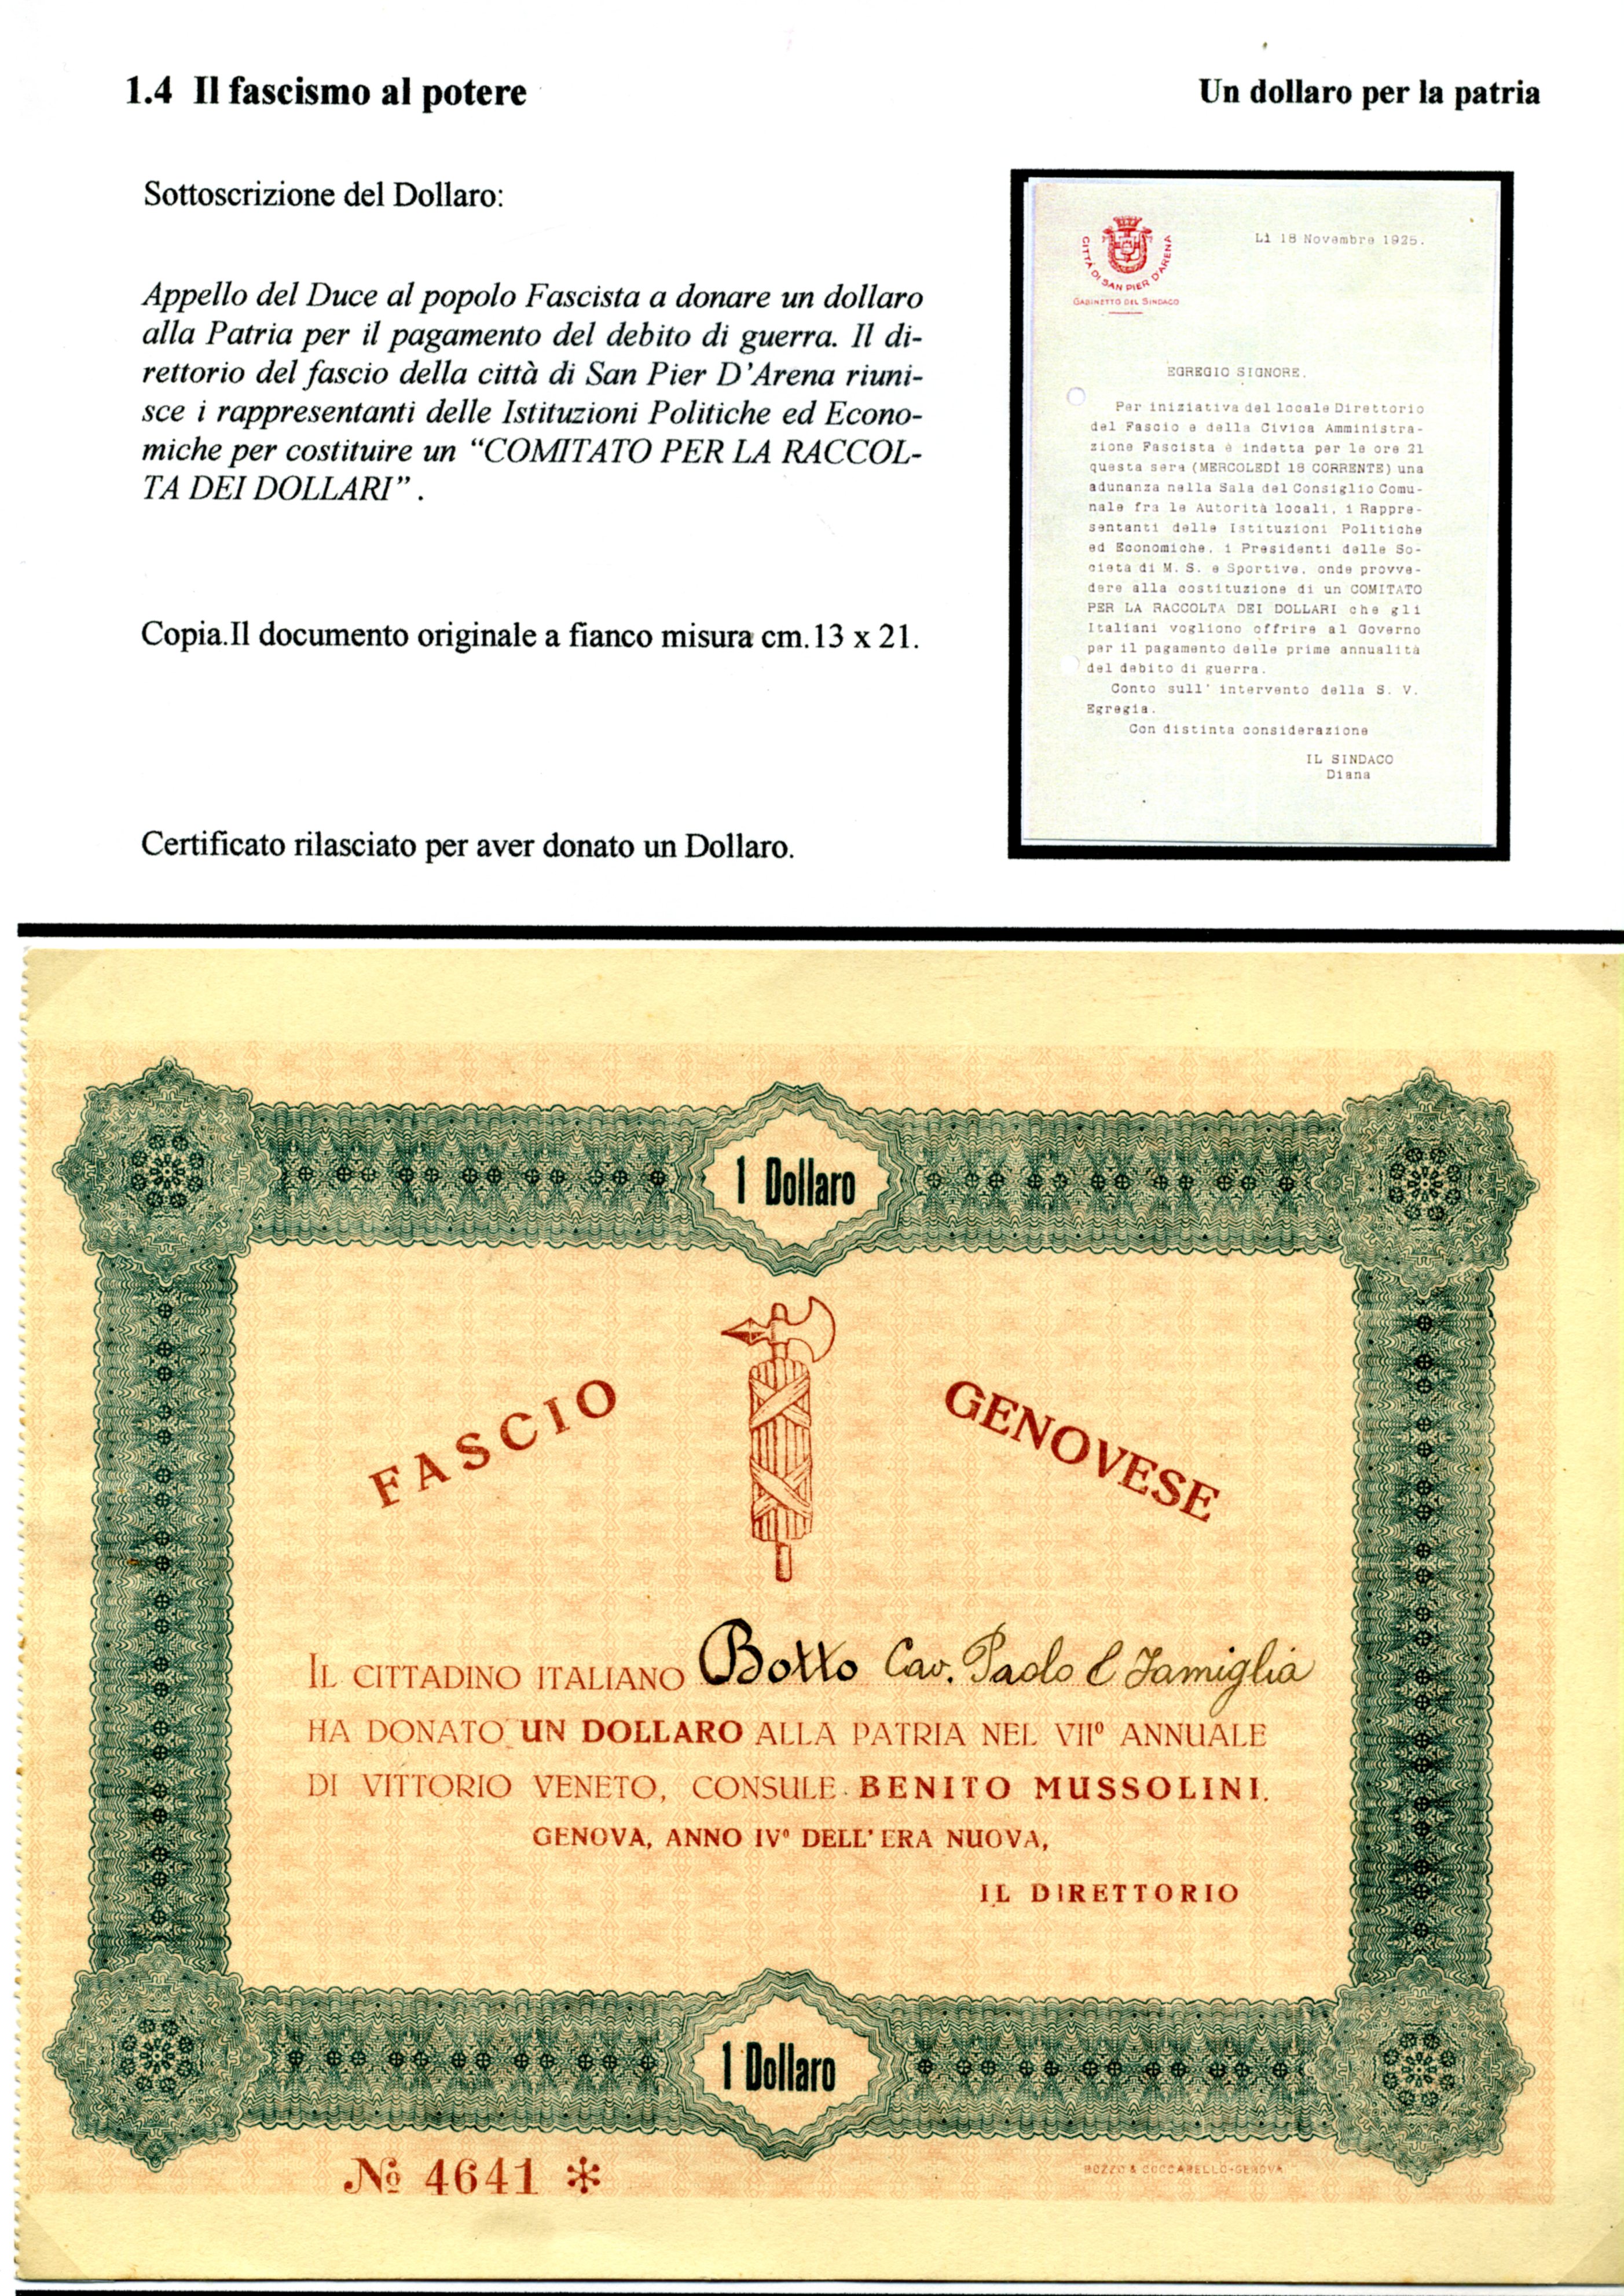 1.4 Il fascismo al potere
Un dollaro per la patria
Sottoscrizione del Dollaro:
Appello del Duce al popolo Fascista a donare un dollaro
alla Patria per il pagamento del debito di guerra. Il di-
rettorio del fascio della città di San Pier D'Arena riuni-
sce i rappresentanti delle Istituzioni Politiche ed Econo-
miche per costituire un “COMITATO PER LA RACCOL-
TA DEI DOLLARI” .
Copia.Il documento originale a fianco misura cm.13 x 21.
Certificato rilasciato per aver donato un Dollaro.
CITTÀ DI SAN PIER D'ARENA
GABINETTO DEL SINDACO
Lì 18 Novembre 1925.
EGREGIO SIGNORE.
Per iniziativa del locale Direttorio
del Fascio e della Civica Amministra-
zione Fascista è indetta per le ore 21
questa sera (MERCOLEDÌ 18 CORRENTE) una
adunanza nella Sala del Consiglio Comu-
nale fra le Autorità locali, i Rappre-
sentanti delle Istituzioni Politiche
ed Economiche, i Presidenti delle So-
cietà di M. S. e Sportive, onde provve-
dere alla costituzione di un COMITATO
PER LA RACCOLTA DEI DOLLARI che gli
Italiani vogliono offrire al Governo
per il pagamento delle prime annualità
del debito di guerra.
Conto sull' intervento della S. V.
Egregia.
Con distinta considerazione
IL SINDACO
Diana
1 Dollaro
FASCIO GENOVESE
IL CITTADINO ITALIANO Botto Cav. Paolo e Famiglia
HA DONATO UN DOLLARO ALLA PATRIA NEL VIIº ANNUALE
DI VITTORIO VENETO, CONSULE BENITO MUSSOLINI.
GENOVA, ANNO IVº DELL'ERA NUOVA,
IL DIRETTORIO
1 Dollaro
Nº 4641 *
BOZZO & COCCARELLO-GENOVA